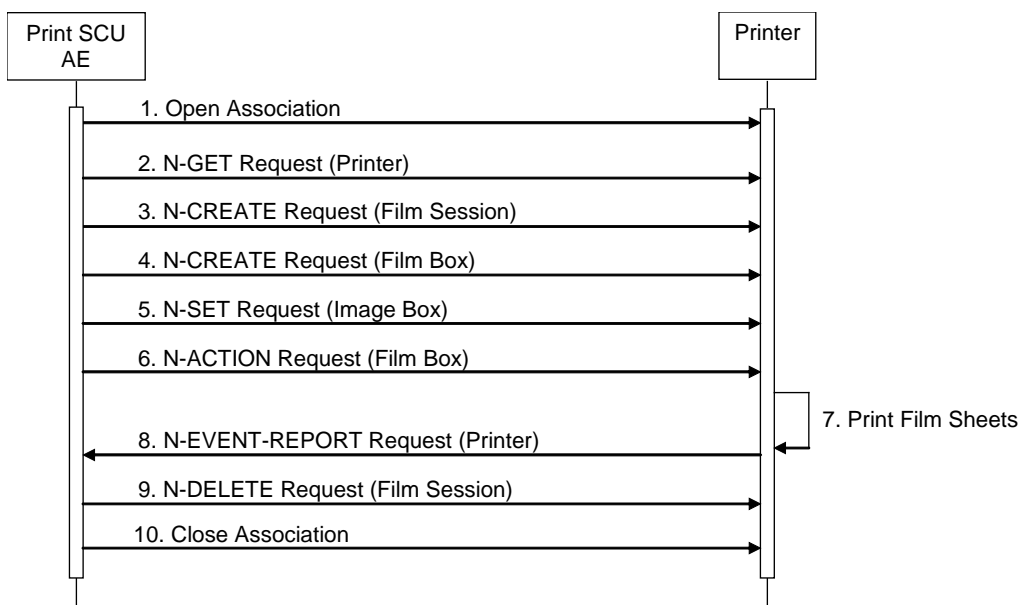 Print SCU
AE
Printer
1. Open Association
2. N-GET Request (Printer)
3. N-CREATE Request (Film Session)
4. N-CREATE Request (Film Box)
5. N-SET Request (Image Box)
6. N-ACTION Request (Film Box)
7. Print Film Sheets
8. N-EVENT-REPORT Request (Printer)
9. N-DELETE Request (Film Session)
10. Close Association